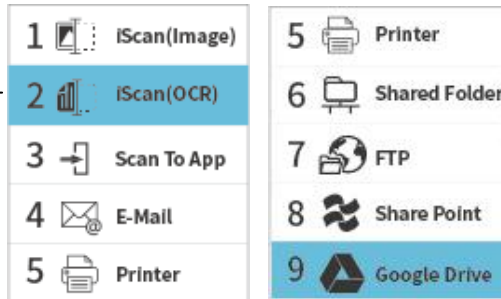 1 iScan(Image)
2 iScan(OCR)
3 Scan To App
4 E-Mail
5 Printer
5 Printer
6 Shared Folder
7 FTP
8 Share Point
9 Google Drive